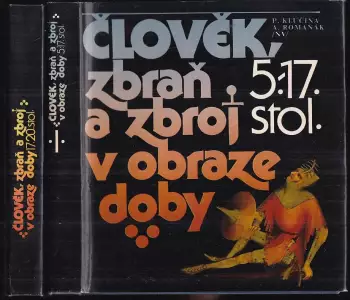 ČLOVĚK, zbraň a zbroj
v obraze doby 17.-20.stol.
ČLOVĚK, zbraň a zbroj
v obraze doby 5-17. stol.
I
P. KLUČINA
A. ROMAŇÁK
/NV/
ČLOVĚK,
zbraň
a zbroj
v obraze
doby
5.-17.
stol.